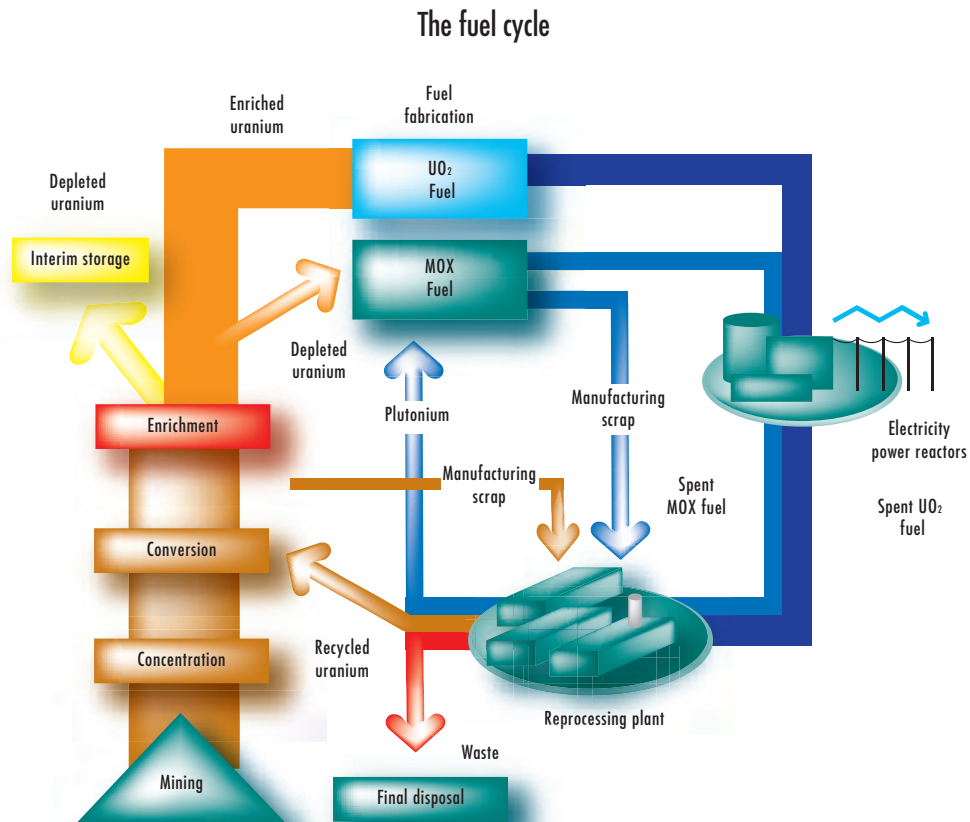 The fuel cycle
Fuel
fabrication
Enriched
uranium
UO₂
Fuel
Depleted
uranium
Interim storage
MOX
Fuel
Depleted
uranium
Plutonium
Manufacturing
scrap
Enrichment
Electricity
power reactors
Manufacturing
scrap
Spent
MOX fuel
Spent UO₂
fuel
Conversion
Recycled
uranium
Concentration
Reprocessing plant
Waste
Mining
Final disposal